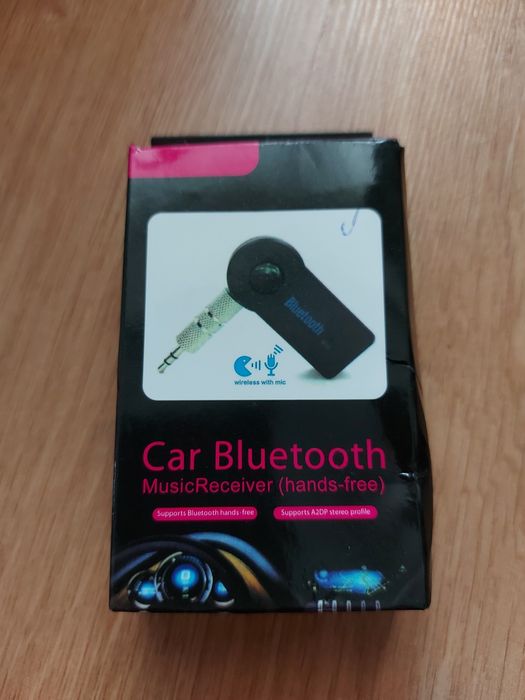 Bluetooth
wireless with mic
Car Bluetooth
MusicReceiver (hands-free)
Supports Bluetooth hands-free
Supports A2DP stereo profile